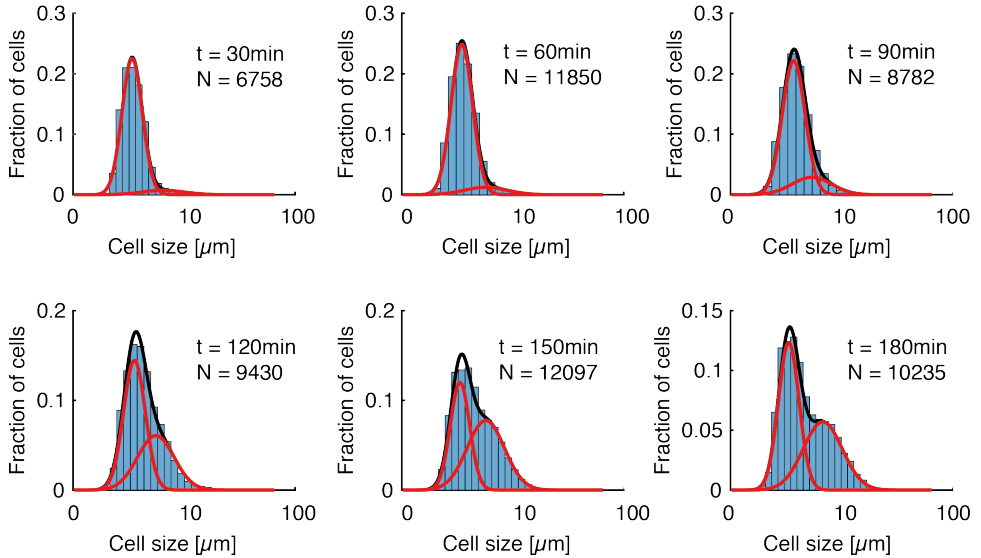 0.3
0.2
0.1
0
Fraction of cells
t = 30min
N = 6758
0 10 100
Cell size [µm]
0.3
0.2
0.1
0
Fraction of cells
t = 60min
N = 11850
0 10 100
Cell size [µm]
0.3
0.2
0.1
0
Fraction of cells
t = 90min
N = 8782
0 10 100
Cell size [µm]
0.2
0.1
0
Fraction of cells
t = 120min
N = 9430
0 10 100
Cell size [µm]
0.2
0.1
0
Fraction of cells
t = 150min
N = 12097
0 10 100
Cell size [µm]
0.15
0.1
0.05
0
Fraction of cells
t = 180min
N = 10235
0 10 100
Cell size [µm]